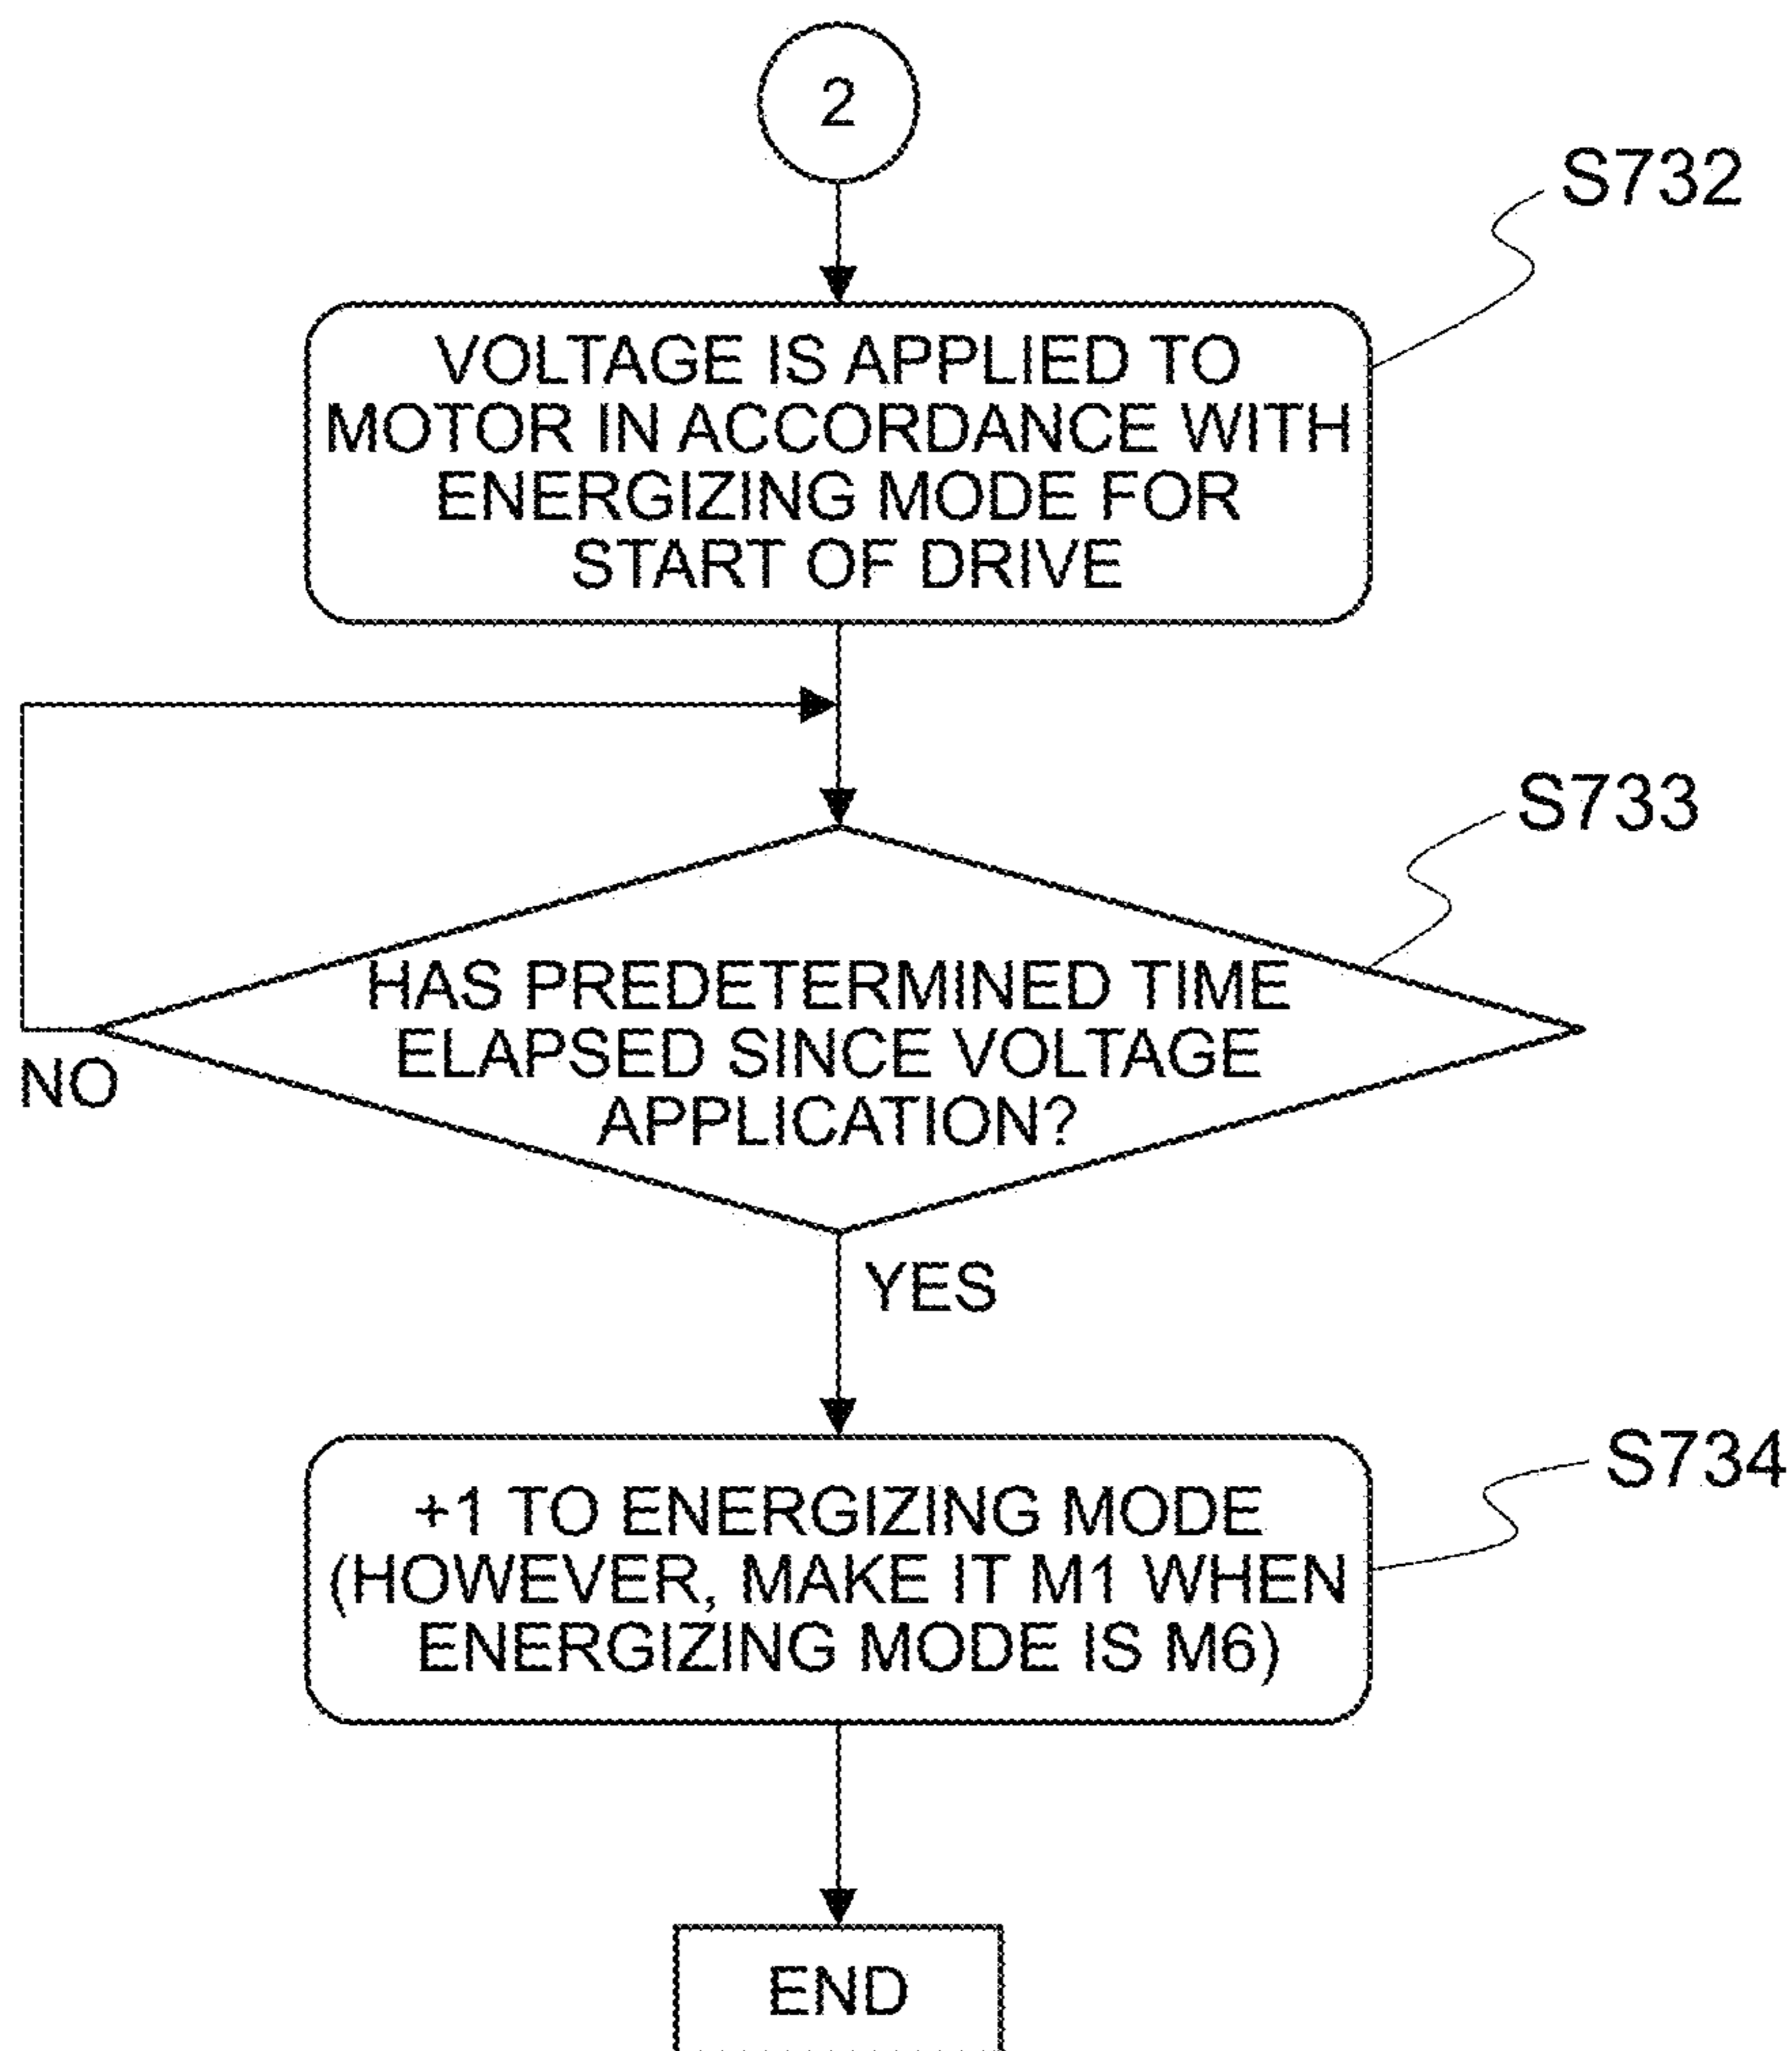 2
S732
VOLTAGE IS APPLIED TO
MOTOR IN ACCORDANCE WITH
ENERGIZING MODE FOR
START OF DRIVE
S733
HAS PREDETERMINED TIME
ELAPSED SINCE VOLTAGE
APPLICATION?
NO
YES
S734
+1 TO ENERGIZING MODE
(HOWEVER, MAKE IT M1 WHEN
ENERGIZING MODE IS M6)
END